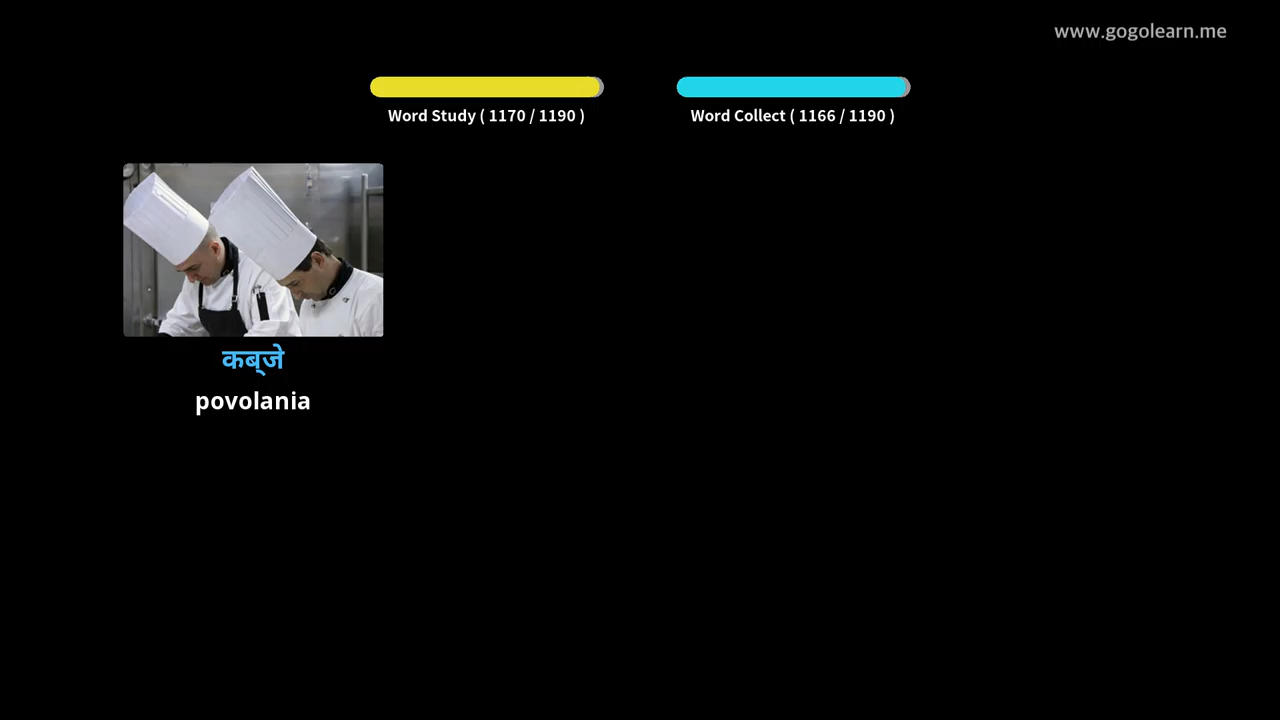 www.gogolearn.me
Word Study ( 1170 / 1190 )
Word Collect ( 1166 / 1190 )
कब्जे
povolania